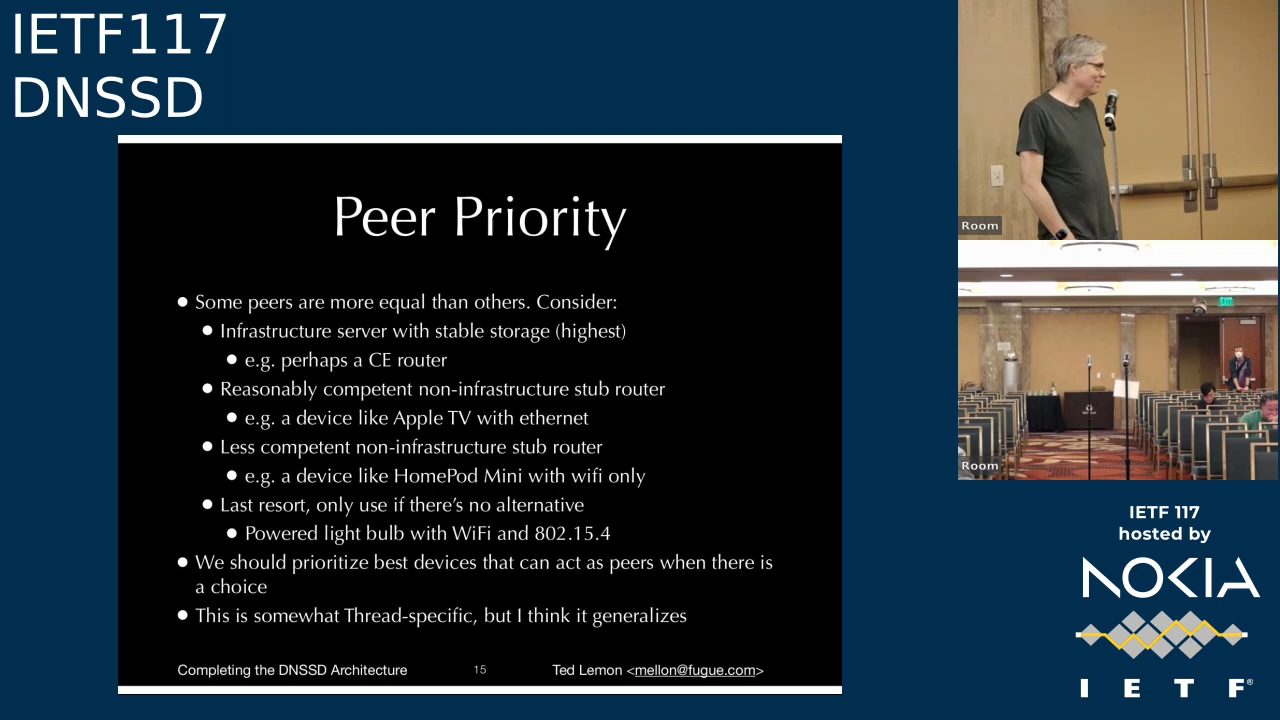 IETF117
DNSSD
Peer Priority
● Some peers are more equal than others. Consider:
● Infrastructure server with stable storage (highest)
● e.g. perhaps a CE router
● Reasonably competent non-infrastructure stub router
● e.g. a device like Apple TV with ethernet
● Less competent non-infrastructure stub router
● e.g. a device like HomePod Mini with wifi only
● Last resort, only use if there's no alternative
● Powered light bulb with WiFi and 802.15.4
● We should prioritize best devices that can act as peers when there is
a choice
● This is somewhat Thread-specific, but I think it generalizes
Completing the DNSSD Architecture 15 Ted Lemon <mellon@fugue.com>
Room
EXIT
Room
IETF 117
hosted by
NOKIA
I E T F®